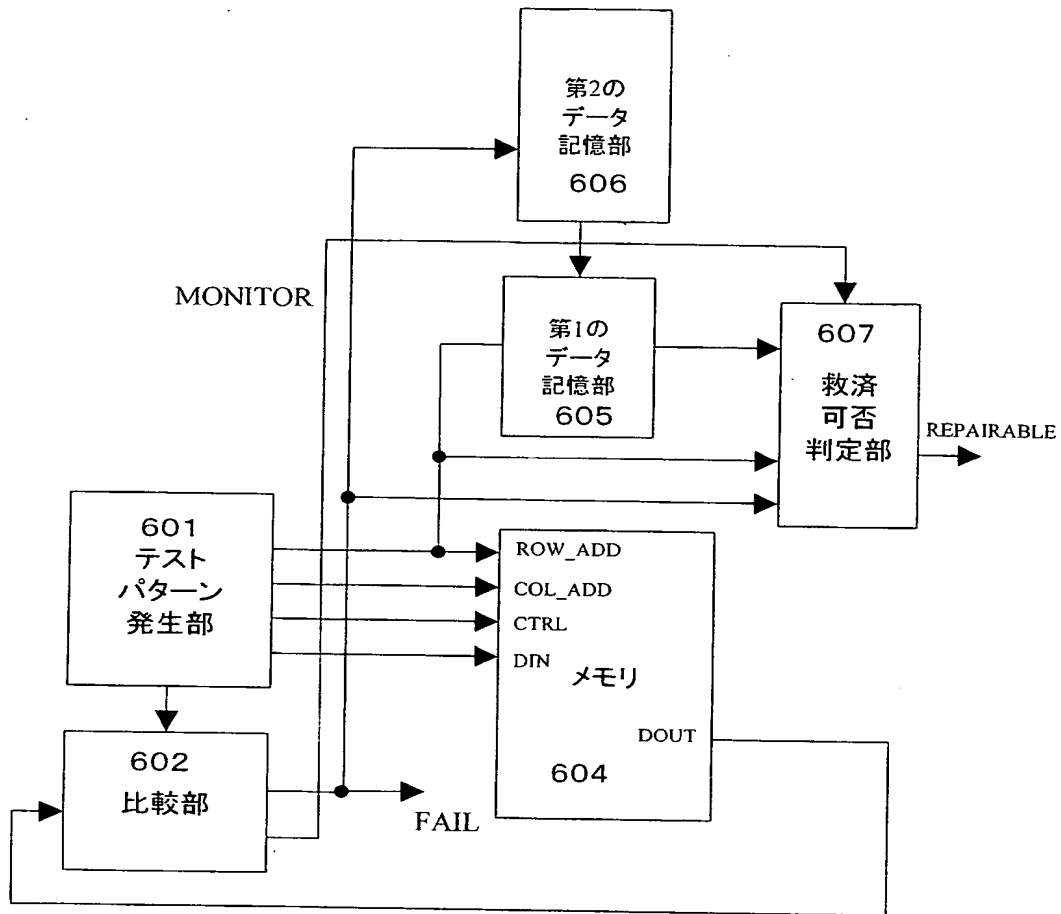 第2の
データ
記憶部
606
MONITOR
第1の
データ
記憶部
605
607
救済
可否
判定部
REPAIRABLE
601
テスト
パターン
発生部
ROW_ADD
COL_ADD
CTRL
DIN
メモリ
DOUT
604
602
比較部
FAIL